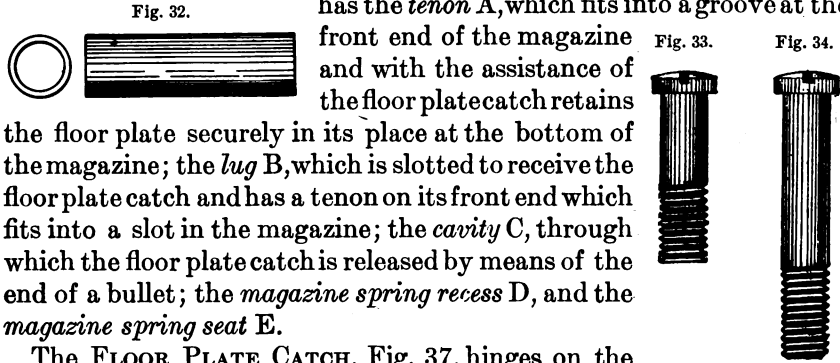 Fig. 32.
has the tenon A, which fits into a groove at the
front end of the magazine
Fig. 33.
Fig. 34.
and with the assistance of
the floor plate catch retains
the floor plate securely in its place at the bottom of
the magazine; the lug B, which is slotted to receive the
floor plate catch and has a tenon on its front end which
fits into a slot in the magazine; the cavity C, through
which the floor plate catch is released by means of the
end of a bullet; the magazine spring recess D, and the
magazine spring seat E.
The FLOOR PLATE CATCH, Fig. 37, hinges on the